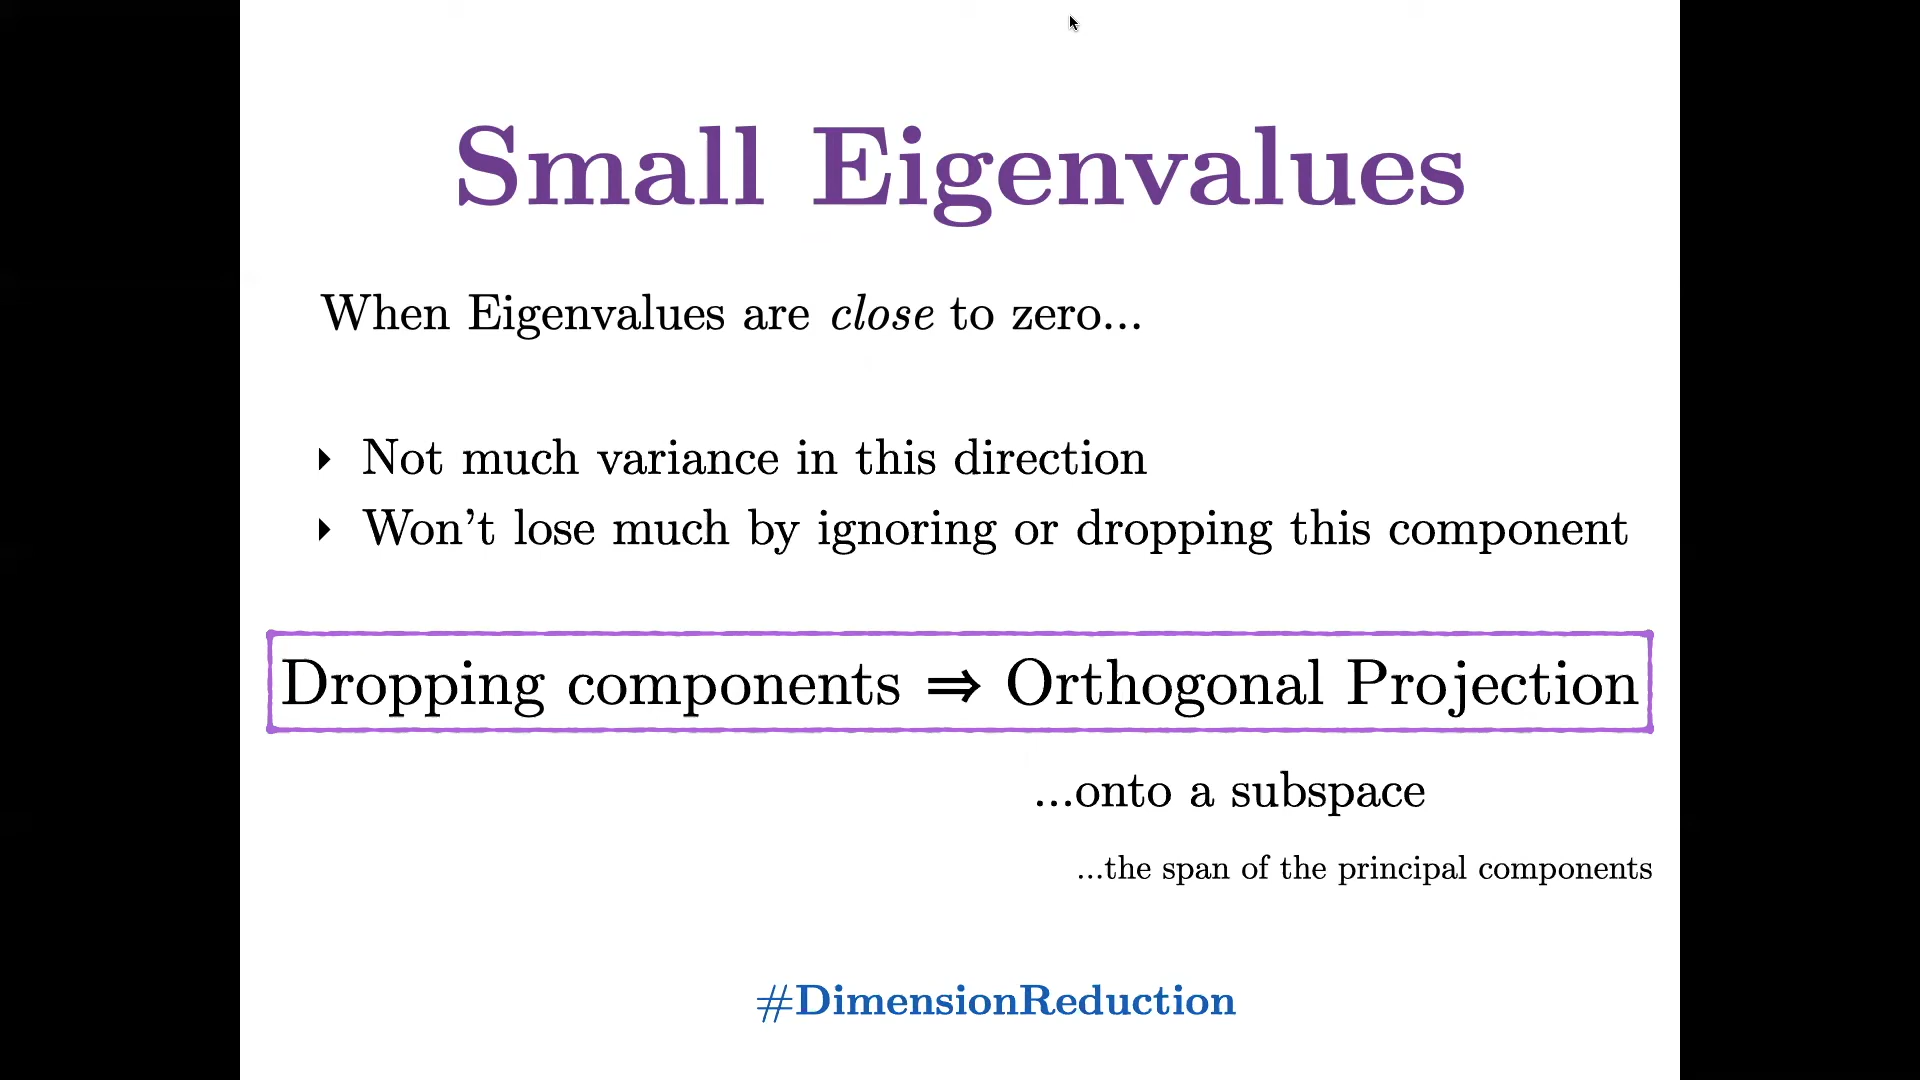 Small Eigenvalues
When Eigenvalues are close to zero...
‣ Not much variance in this direction
‣ Won’t lose much by ignoring or dropping this component
Dropping components ⇒ Orthogonal Projection
...onto a subspace
...the span of the principal components
#DimensionReduction